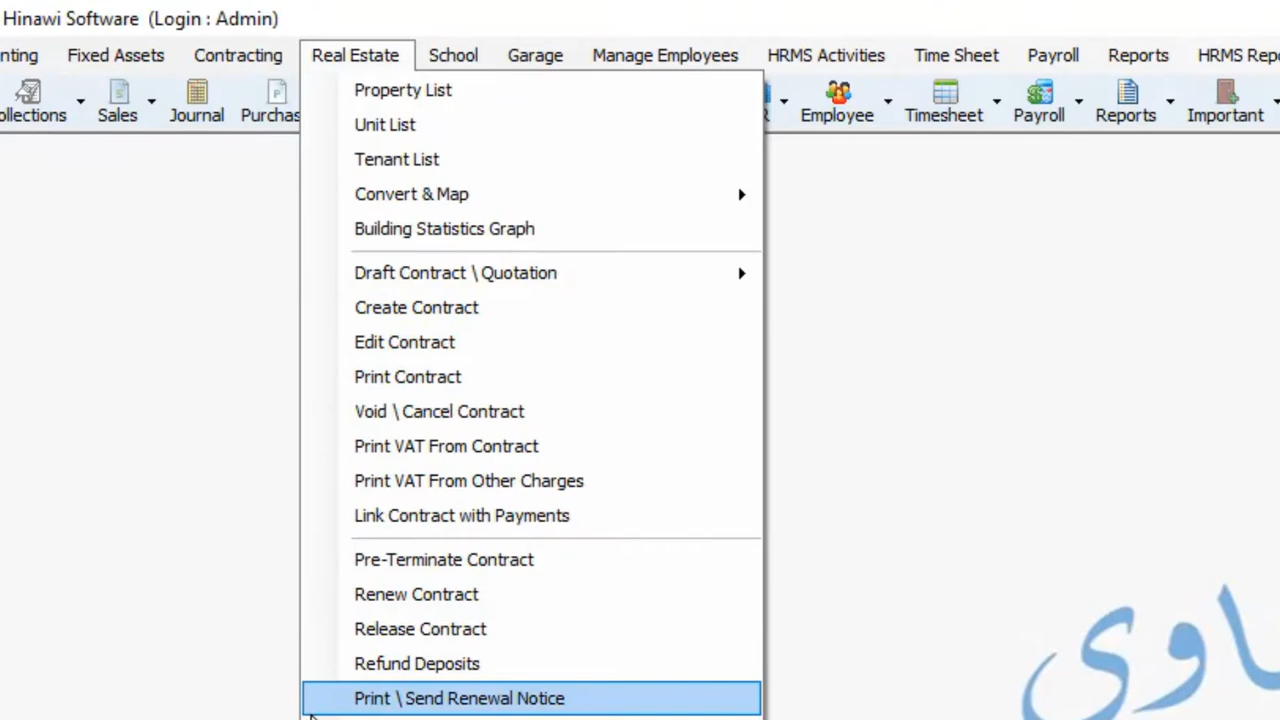 Hinawi Software (Login : Admin)
Fixed Assets Contracting Real Estate School Garage Manage Employees HRMS Activities Time Sheet Payroll Reports HRMS
Sales Journal Employee Timesheet Payroll Reports Important
Property List
Unit List
Tenant List
Convert & Map
Building Statistics Graph
Draft Contract \ Quotation
Create Contract
Edit Contract
Print Contract
Void \ Cancel Contract
Print VAT From Contract
Print VAT From Other Charges
Link Contract with Payments
Pre-Terminate Contract
Renew Contract
Release Contract
Refund Deposits
Print \ Send Renewal Notice